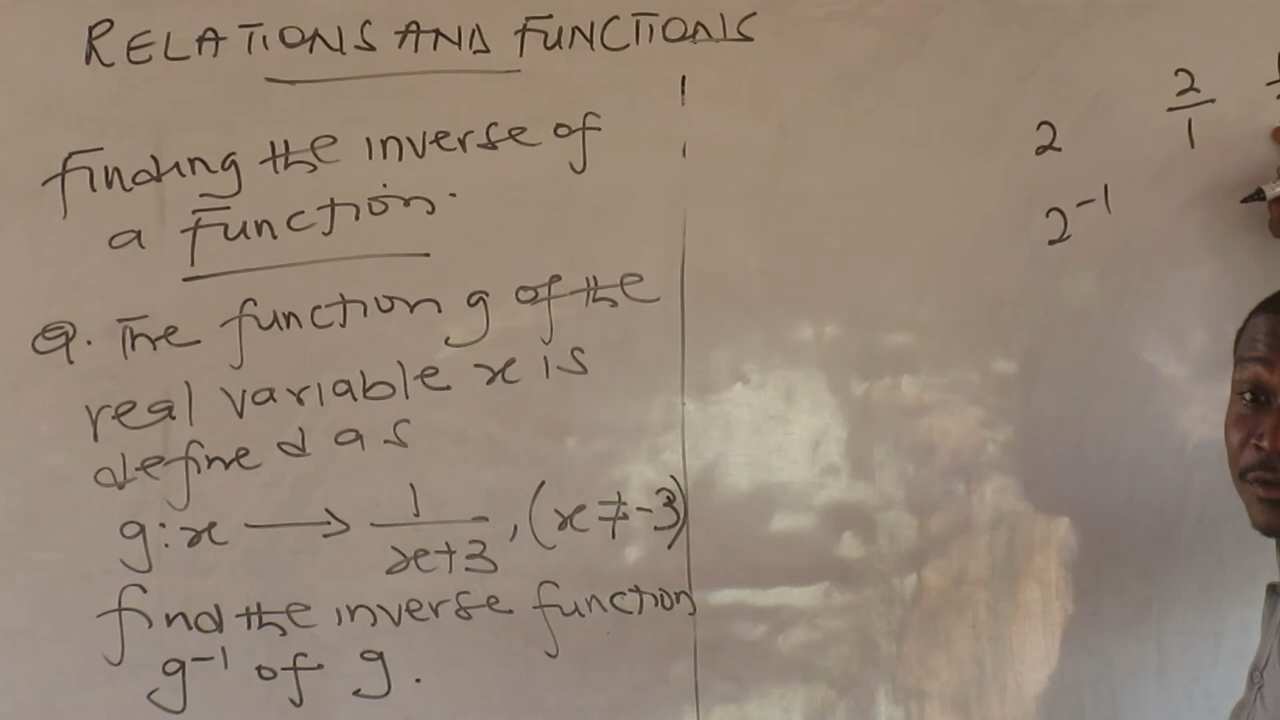 RELATIONS AND FUNCTIONS
Finding the inverse of
a Function.
Q. The function g of the
real variable x is
defined as
g:x → 1/(x+3), (x≠-3)
find the inverse function
g⁻¹ of g.
2
2/1
2⁻¹